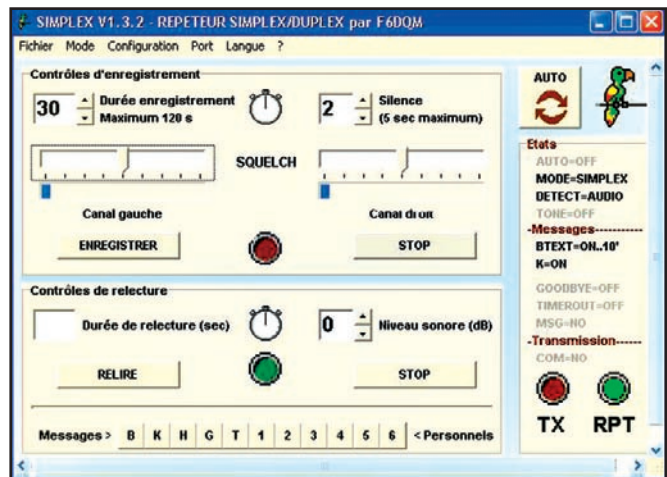 SIMPLEX V1.3.2 - REPETEUR SIMPLEX/DUPLEX par F6DQM
Fichier Mode Configuration Port Langue ?
Contrôles d'enregistrement
30 Durée enregistrement Maximum 120 s
2 Silence (5 sec maximum)
SQUELCH
Canal gauche
Canal droit
ENREGISTRER
STOP
Contrôles de relecture
Durée de relecture (sec)
0 Niveau sonore (dB)
RELIRE
STOP
Messages > B K H G T 1 2 3 4 5 6 < Personnels
AUTO
Etats
AUTO=OFF
MODE=SIMPLEX
DETECT=AUDIO
TONE=OFF
-Messages----------
BTEXT=ON..10'
K=ON
GOODBYE=OFF
TIMEROUT=OFF
MSG=NO
-Transmission------
COM=NO
TX RPT